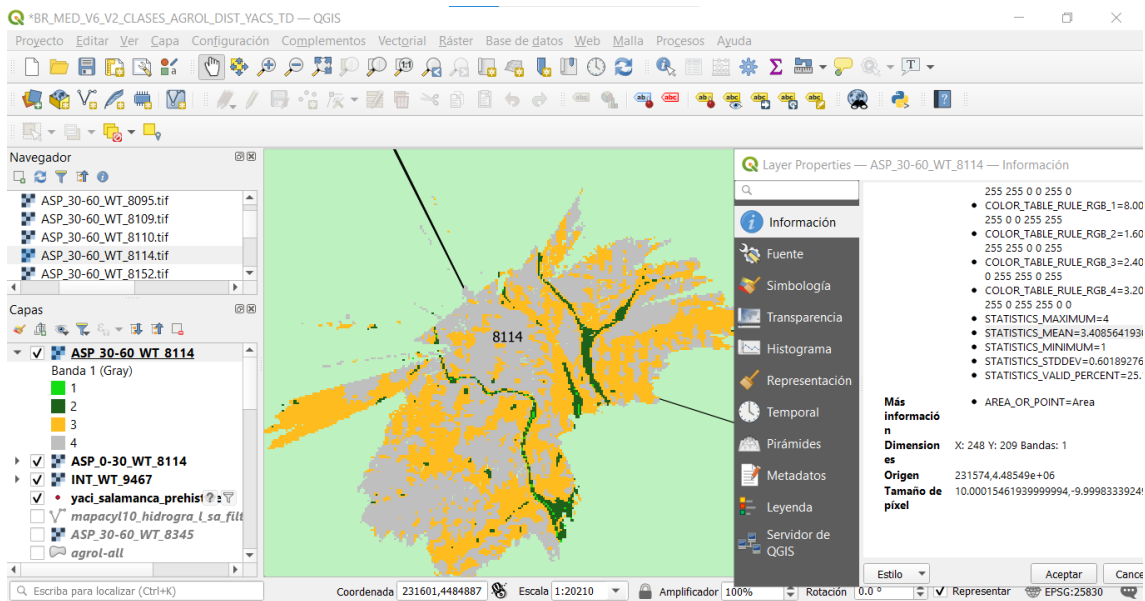 *BR_MED_V6_V2_CLASES_AGROL_DIST_YACS_TD — QGIS
Proyecto Editar Ver Capa Configuración Complementos Vectorial Ráster Base de datos Web Malla Procesos Ayuda
Navegador
ASP_30-60_WT_8095.tif
ASP_30-60_WT_8109.tif
ASP_30-60_WT_8110.tif
ASP_30-60_WT_8114.tif
ASP_30-60_WT_8152.tif
Capas
ASP_30-60_WT_8114
Banda 1 (Gray)
1
2
3
4
ASP_0-30_WT_8114
INT_WT_9467
yaci_salamanca_prehist
mapacyl10_hidrogra_l_sa_filt
ASP_30-60_WT_8345
agrol-all
8114
Layer Properties — ASP_30-60_WT_8114 — Información
Información
Fuente
Simbología
Transparencia
Histograma
Representación
Temporal
Pirámides
Metadatos
Leyenda
Servidor de
QGIS
255 255 0 0 255 0
COLOR_TABLE_RULE_RGB_1=8.00
255 0 0 255 255
COLOR_TABLE_RULE_RGB_2=1.60
255 255 0 0 255
COLOR_TABLE_RULE_RGB_3=2.40
0 255 255 0 255
COLOR_TABLE_RULE_RGB_4=3.20
255 0 255 255 0 0
STATISTICS_MAXIMUM=4
STATISTICS_MEAN=3.408564193
STATISTICS_MINIMUM=1
STATISTICS_STDDEV=0.60189276
STATISTICS_VALID_PERCENT=25.
Más
informació
n
AREA_OR_POINT=Area
Dimension
es
X: 248 Y: 209 Bandas: 1
Origen
231574,4.48549e+06
Tamaño de
píxel
10.00015461939999994,-9.9998333924
Estilo
Aceptar
Cance
Escriba para localizar (Ctrl+K)
Coordenada 231601,4484887 Escala 1:20210 Amplificador 100% Rotación 0.0 ° Representar EPSG:25830